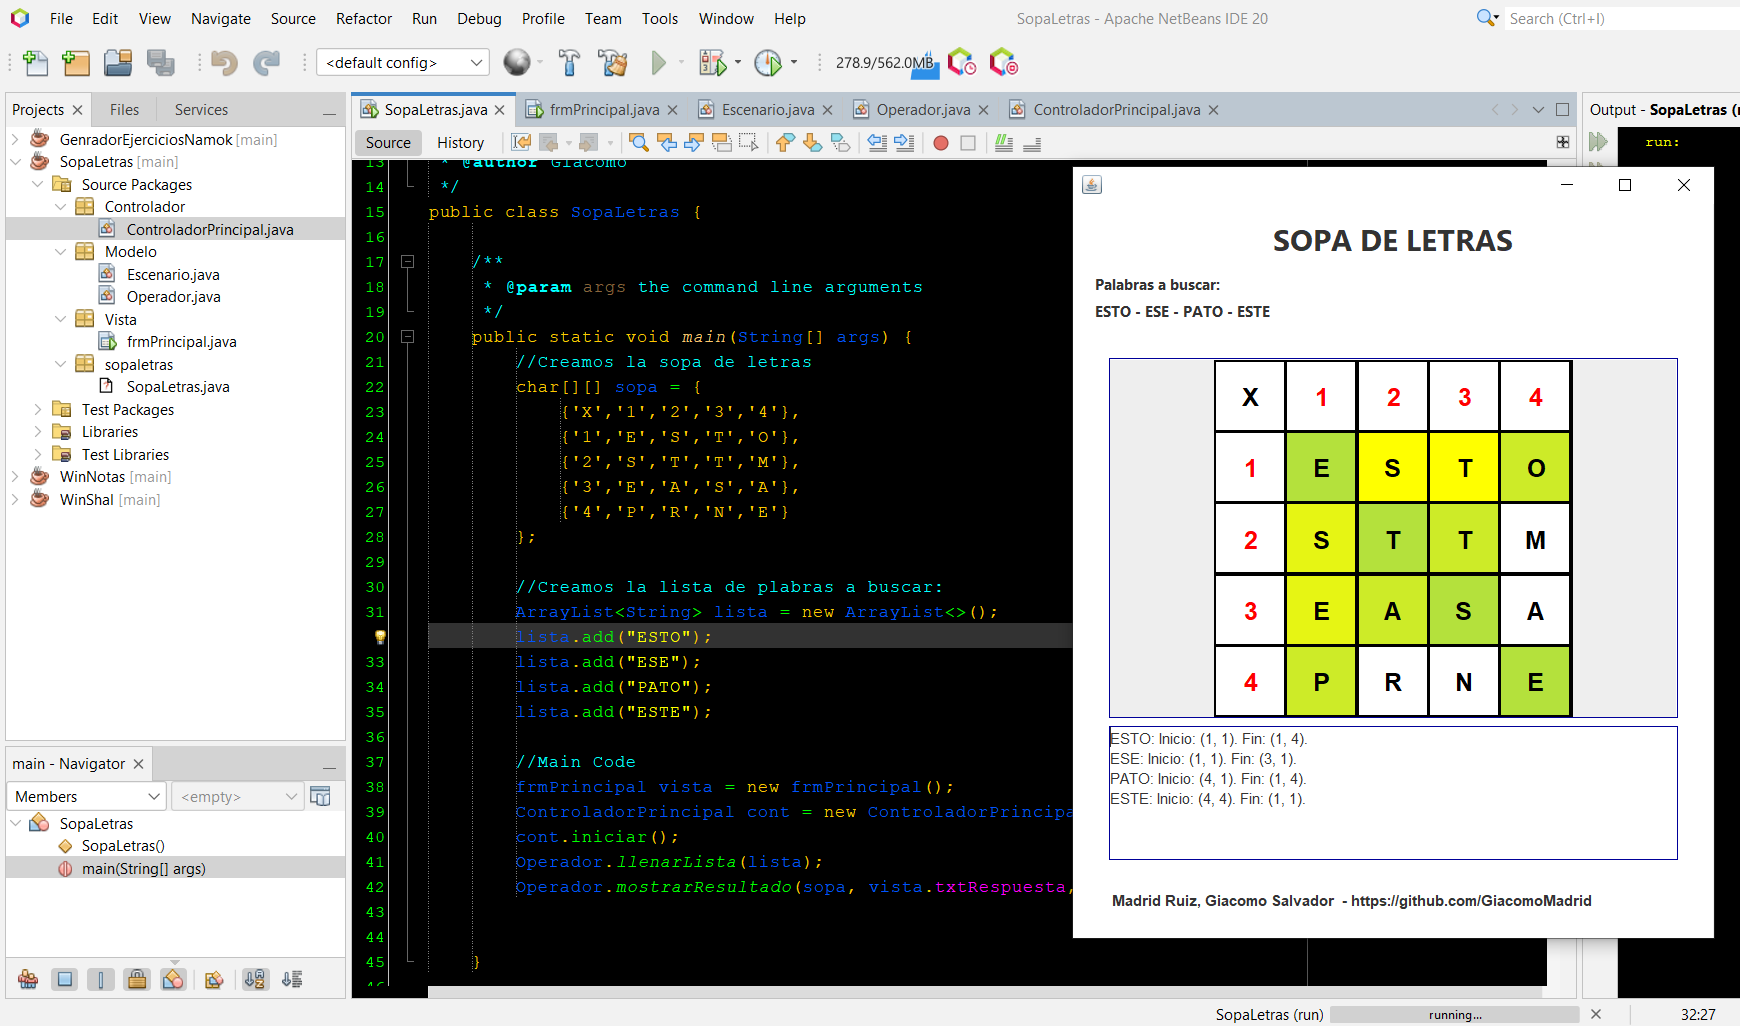 File Edit View Navigate Source Refactor Run Debug Profile Team Tools Window Help
SopaLetras - Apache NetBeans IDE 20
Search (Ctrl+I)
<default config>
278.9/562.0MB
Projects Files Services
GenradorEjerciciosNamok [main]
SopaLetras [main]
Source Packages
Controlador
ControladorPrincipal.java
Modelo
Escenario.java
Operador.java
Vista
frmPrincipal.java
sopaletras
SopaLetras.java
Test Packages
Libraries
Test Libraries
WinNotas [main]
WinShal [main]
main - Navigator
Members <empty>
SopaLetras
SopaLetras()
main(String[] args)
SopaLetras.java frmPrincipal.java Escenario.java Operador.java ControladorPrincipal.java
Source History
13 * @author Giacomo
14 */
15 public class SopaLetras {
16
17 /**
18 * @param args the command line arguments
19 */
20 public static void main(String[] args) {
21 //Creamos la sopa de letras
22 char[][] sopa = {
23 {'X','1','2','3','4'},
24 {'1','E','S','T','O'},
25 {'2','S','T','T','M'},
26 {'3','E','A','S','A'},
27 {'4','P','R','N','E'}
28 };
29
30 //Creamos la lista de plabras a buscar:
31 ArrayList<String> lista = new ArrayList<>();
lista.add("ESTO");
33 lista.add("ESE");
34 lista.add("PATO");
35 lista.add("ESTE");
36
37 //Main Code
38 frmPrincipal vista = new frmPrincipal();
39 ControladorPrincipal cont = new ControladorPrincipa
40 cont.iniciar();
41 Operador.llenarLista(lista);
42 Operador.mostrarResultado(sopa, vista.txtRespuesta,
43
44
45 }
46
Output - SopaLetras (r
run:
SOPA DE LETRAS
Palabras a buscar:
ESTO - ESE - PATO - ESTE
X 1 2 3 4
1 E S T O
2 S T T M
3 E A S A
4 P R N E
ESTO: Inicio: (1, 1). Fin: (1, 4).
ESE: Inicio: (1, 1). Fin: (3, 1).
PATO: Inicio: (4, 1). Fin: (1, 4).
ESTE: Inicio: (4, 4). Fin: (1, 1).
Madrid Ruiz, Giacomo Salvador - https://github.com/GiacomoMadrid
SopaLetras (run) running... 32:27